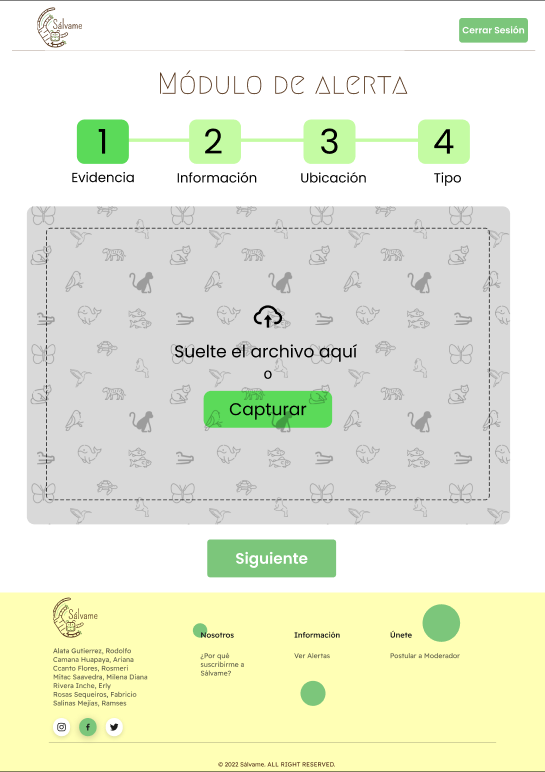 Sálvame
Cerrar Sesión
Módulo de alerta
1
2
3
4
Evidencia
Información
Ubicación
Tipo
Suelte el archivo aquí
o
Capturar
Siguiente
Sálvame
Alata Gutierrez, Rodolfo
Camana Huapaya, Ariana
Ccanto Flores, Rosmeri
Mitac Saavedra, Milena Diana
Rivera Inche, Erly
Rosas Sequeiros, Fabricio
Salinas Mejias, Ramses
Nosotros
¿Por qué
suscribirme a
Sálvame?
Información
Ver Alertas
Únete
Postular a Moderador
© 2022 Sálvame. ALL RIGHT RESERVED.